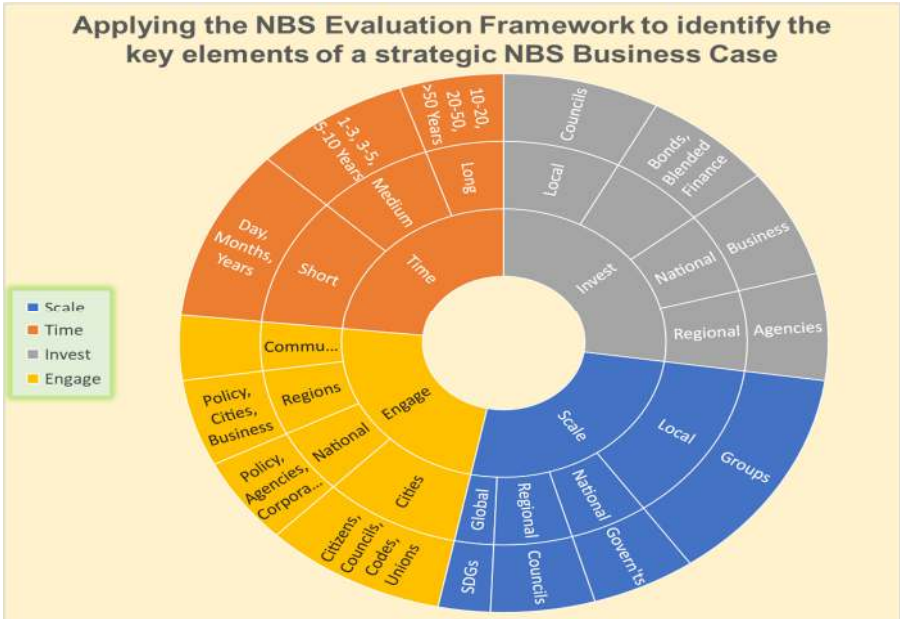 Applying the NBS Evaluation Framework to identify the
key elements of a strategic NBS Business Case
Scale
Time
Invest
Engage
Invest
Local
Councils
Bonds,
Blended
Finance
National
Business
Regional
Agencies
Scale
Local
Groups
National
Govern'ts
Regional
Councils
Global
SDGs
Engage
Cities
Citizens,
Councils,
Codes,
Unions
National
Policy,
Agencies,
Corpora...
Regions
Policy,
Cities,
Business
Commu...
Time
Short
Day,
Months,
Years
Medium
1-3, 3-5,
5-10 Years
Long
10-20,
20-50,
>50 Years